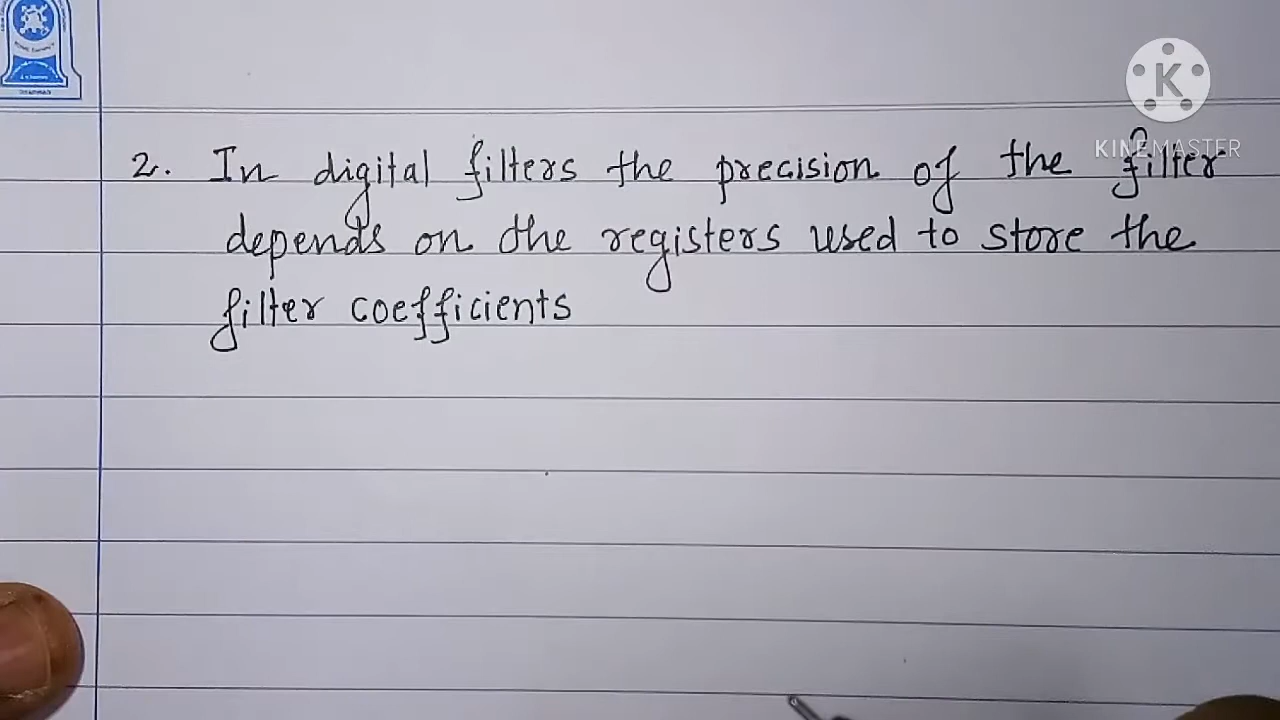 KINEMASTER
2. In digital filters the precision of the filter
depends on the registers used to store the
filter coefficients